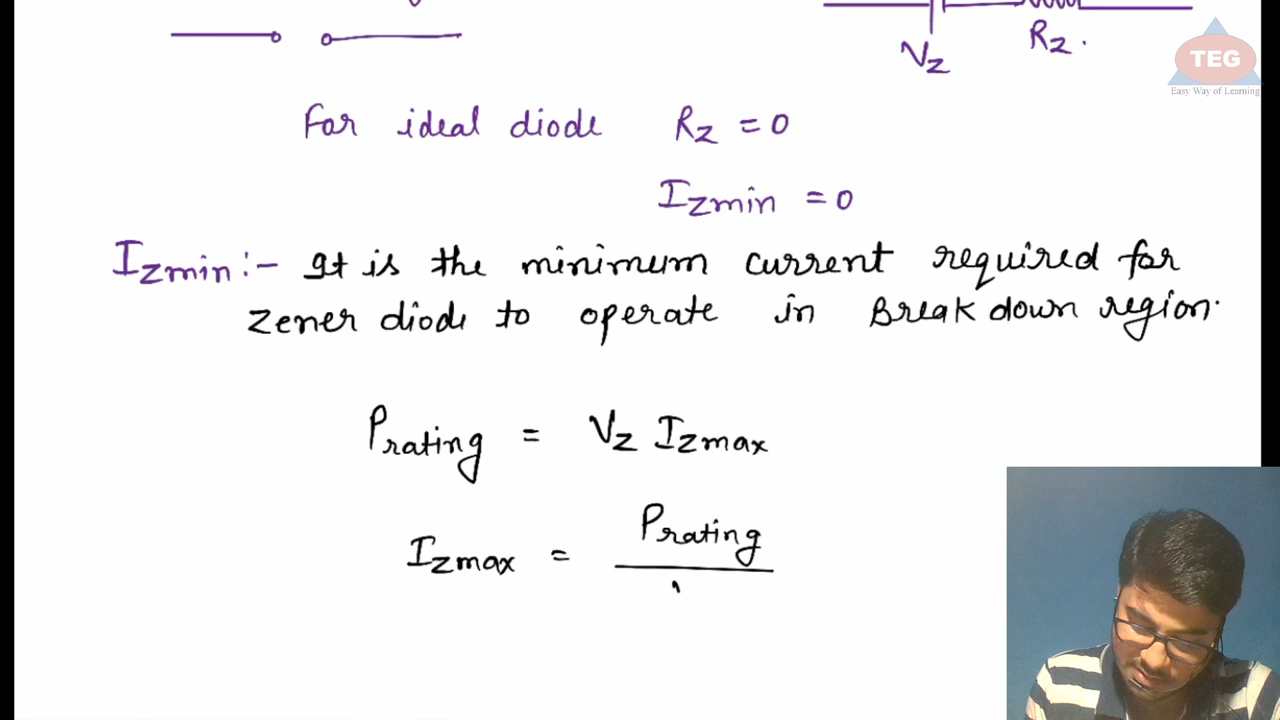 Vz
Rz.
TEG
Easy Way of Learning
For ideal diode Rz = 0
Izmin = 0
Izmin :- It is the minimum current required for
zener diode to operate in Break down region.
Prating = Vz Izmax
Izmax = Prating